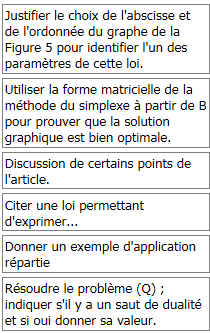 Justifier le choix de l'abscisse et
de l'ordonnée du graphe de la
Figure 5 pour identifier l'un des
paramètres de cette loi.
Utiliser la forme matricielle de la
méthode du simplexe à partir de B
pour prouver que la solution
graphique est bien optimale.
Discussion de certains points de
l'article.
Citer une loi permettant
d'exprimer...
Donner un exemple d'application
répartie
Résoudre le problème (Q) ;
indiquer s'il y a un saut de dualité
et si oui donner sa valeur.